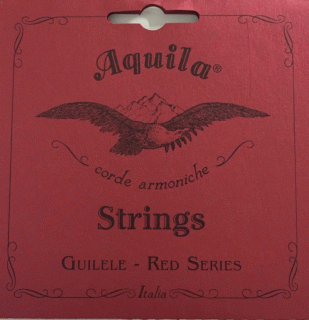 Aquila®
corde armoniche
Strings
Guilele - Red Series
Italia